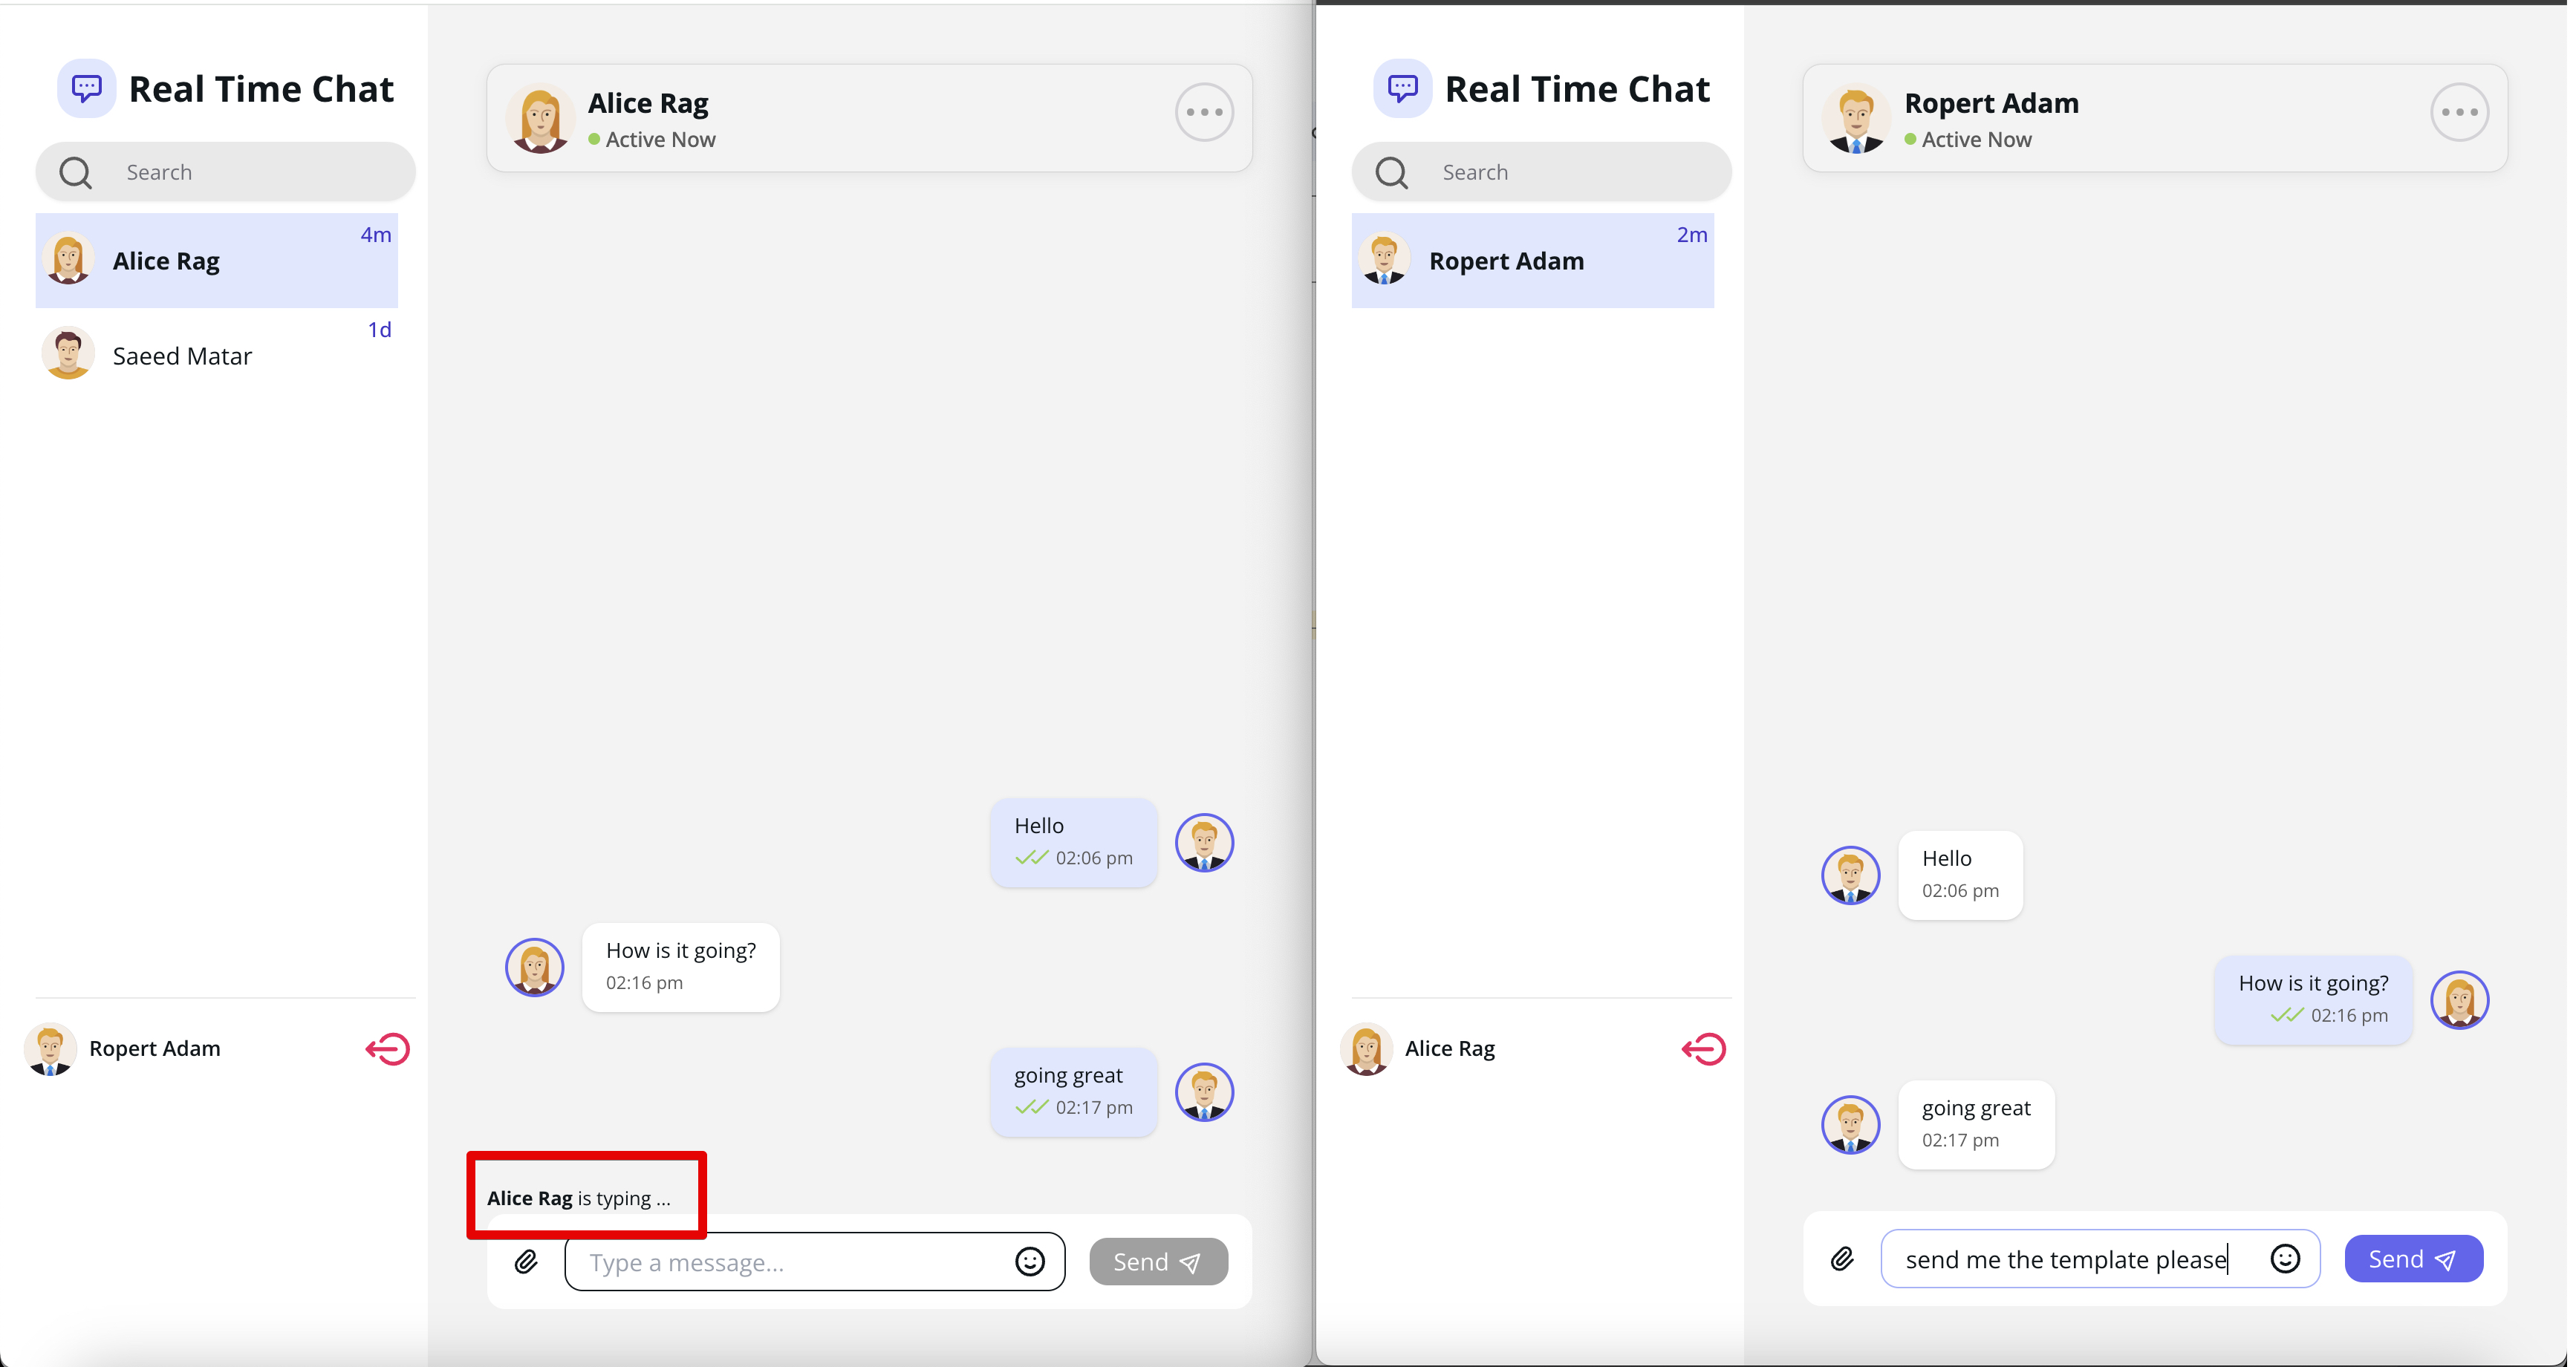 Real Time Chat
Search
4m
Alice Rag
1d
Saeed Matar
Ropert Adam
Alice Rag
Active Now
Hello
02:06 pm
How is it going?
02:16 pm
going great
02:17 pm
Alice Rag is typing ...
Type a message...
Send
Real Time Chat
Search
2m
Ropert Adam
Alice Rag
Ropert Adam
Active Now
Hello
02:06 pm
How is it going?
02:16 pm
going great
02:17 pm
send me the template please
Send